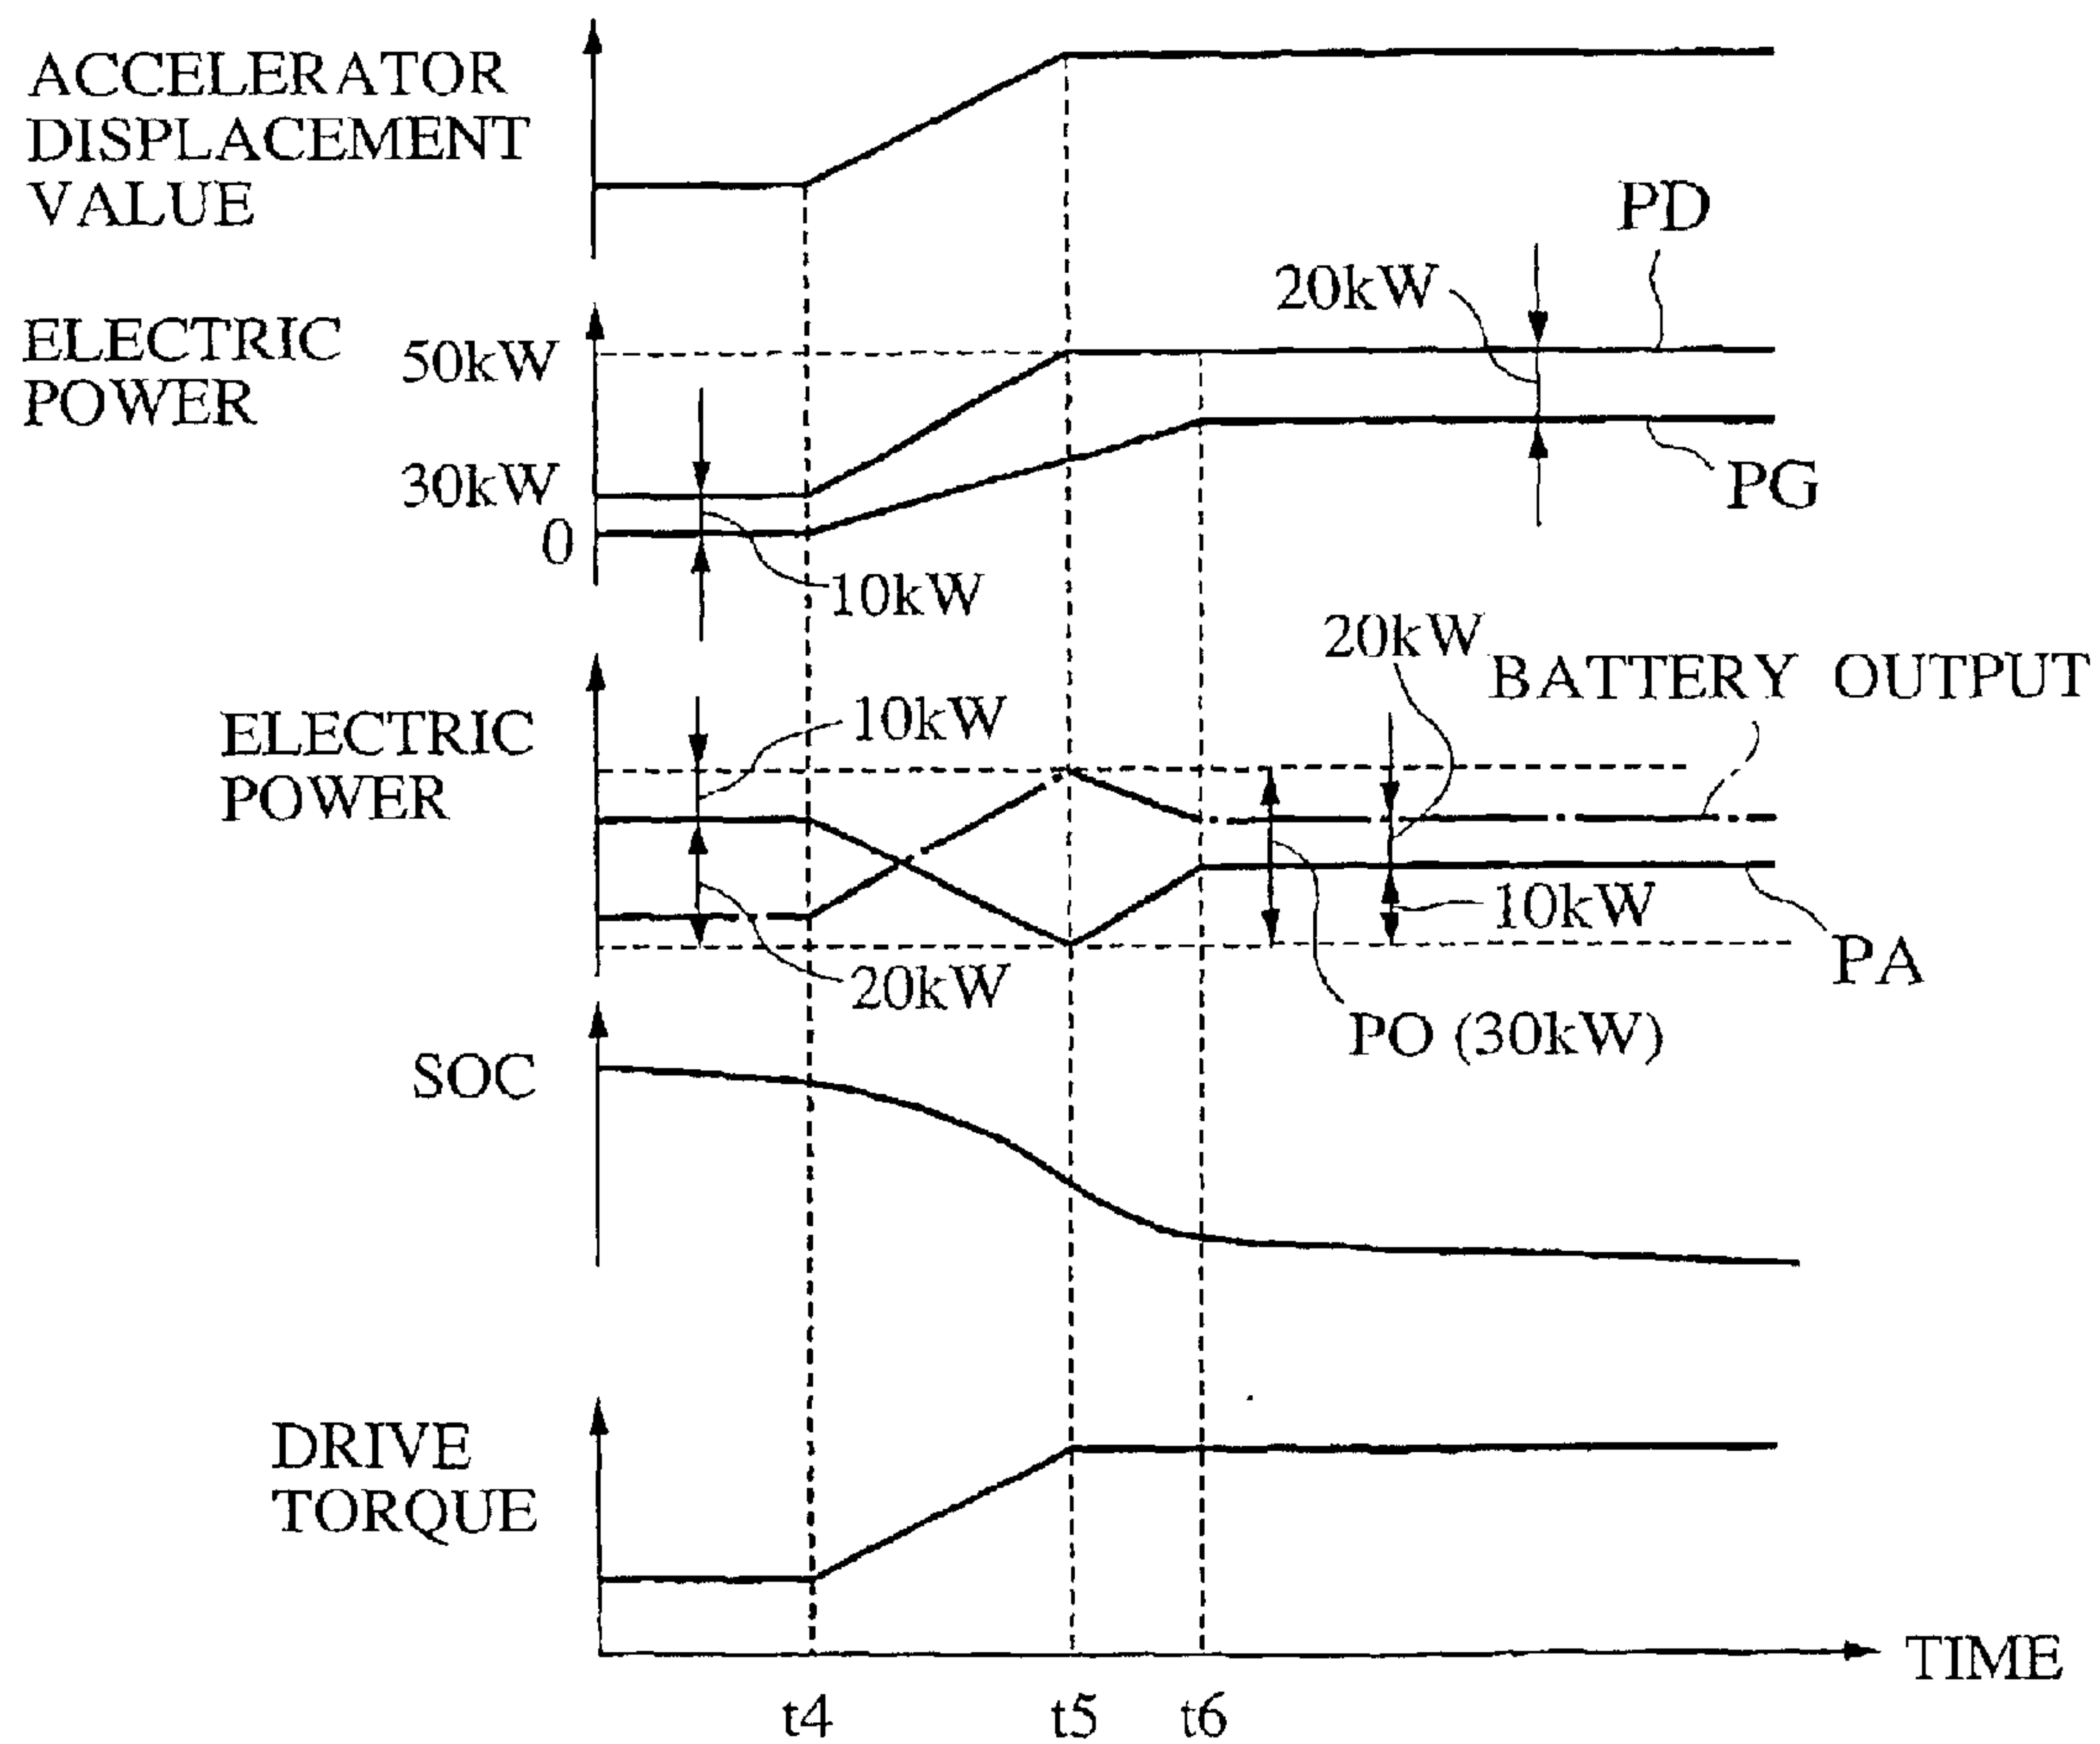 ACCELERATOR
DISPLACEMENT
VALUE
PD
20kW
ELECTRIC
POWER
50kW
30kW
0
PG
10kW
20kW
BATTERY OUTPUT
ELECTRIC
POWER
10kW
10kW
20kW
PA
PO (30kW)
SOC
DRIVE
TORQUE
TIME
t4
t5
t6